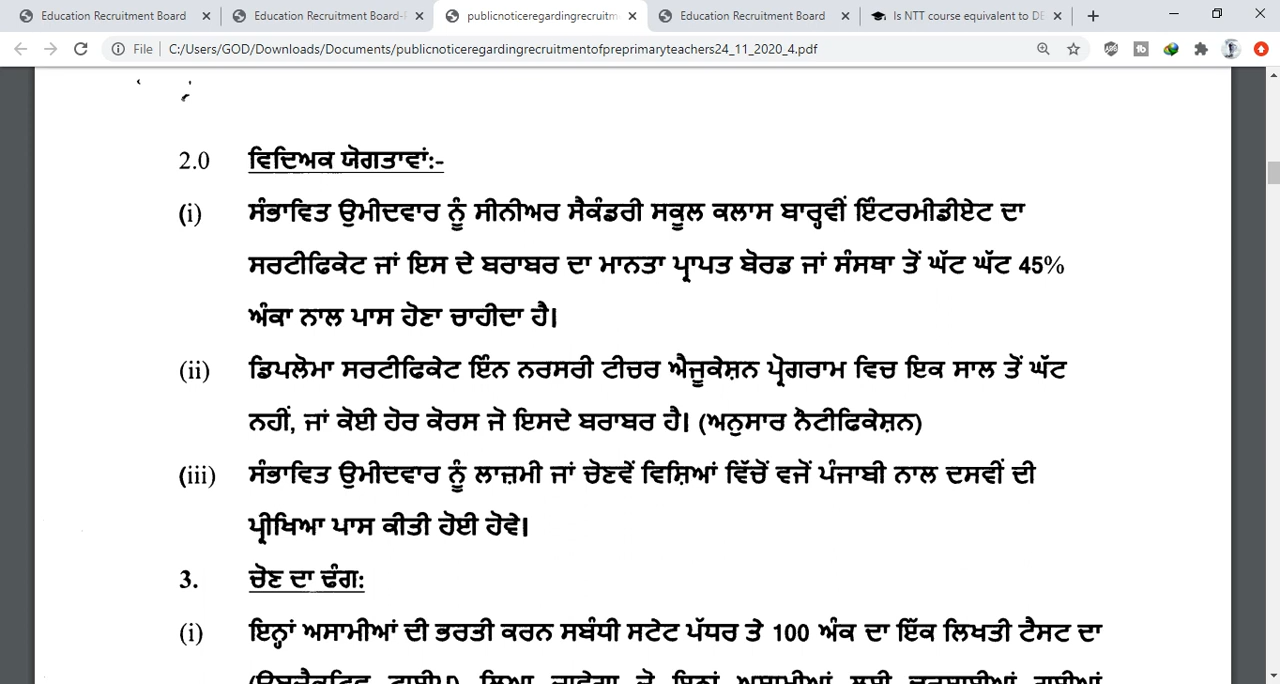 Education Recruitment Board
Education Recruitment Board-
publicnoticeregardingrecruitm
Education Recruitment Board
Is NTT course equivalent to DE
File
C:/Users/GOD/Downloads/Documents/publicnoticeregardingrecruitmentofpreprimaryteachers24_11_2020_4.pdf
2.0 ਵਿਦਿਅਕ ਯੋਗਤਾਵਾਂ:-
(i) ਸੰਭਾਵਿਤ ਉਮੀਦਵਾਰ ਨੂੰ ਸੀਨੀਅਰ ਸੈਕੰਡਰੀ ਸਕੂਲ ਕਲਾਸ ਬਾਰ੍ਹਵੀਂ ਇੰਟਰਮੀਡੀਏਟ ਦਾ
ਸਰਟੀਫਿਕੇਟ ਜਾਂ ਇਸ ਦੇ ਬਰਾਬਰ ਦਾ ਮਾਨਤਾ ਪ੍ਰਾਪਤ ਬੋਰਡ ਜਾਂ ਸੰਸਥਾ ਤੋਂ ਘੱਟ ਘੱਟ 45%
ਅੰਕਾ ਨਾਲ ਪਾਸ ਹੋਣਾ ਚਾਹੀਦਾ ਹੈ।
(ii) ਡਿਪਲੋਮਾ ਸਰਟੀਫਿਕੇਟ ਇੰਨ ਨਰਸਰੀ ਟੀਚਰ ਐਜੂਕੇਸ਼ਨ ਪ੍ਰੋਗਰਾਮ ਵਿਚ ਇਕ ਸਾਲ ਤੋਂ ਘੱਟ
ਨਹੀਂ, ਜਾਂ ਕੋਈ ਹੋਰ ਕੋਰਸ ਜੋ ਇਸਦੇ ਬਰਾਬਰ ਹੈ। (ਅਨੁਸਾਰ ਨੋਟੀਫਿਕੇਸ਼ਨ)
(iii) ਸੰਭਾਵਿਤ ਉਮੀਦਵਾਰ ਨੂੰ ਲਾਜ਼ਮੀ ਜਾਂ ਚੋਣਵੇਂ ਵਿਸ਼ਿਆਂ ਵਿੱਚੋਂ ਵਜੋਂ ਪੰਜਾਬੀ ਨਾਲ ਦਸਵੀਂ ਦੀ
ਪ੍ਰੀਖਿਆ ਪਾਸ ਕੀਤੀ ਹੋਈ ਹੋਵੇ।
3. ਚੋਣ ਦਾ ਢੰਗ:
(i) ਇਨ੍ਹਾਂ ਅਸਾਮੀਆਂ ਦੀ ਭਰਤੀ ਕਰਨ ਸਬੰਧੀ ਸਟੇਟ ਪੱਧਰ ਤੇ 100 ਅੰਕ ਦਾ ਇੱਕ ਲਿਖਤੀ ਟੈਸਟ ਦਾ